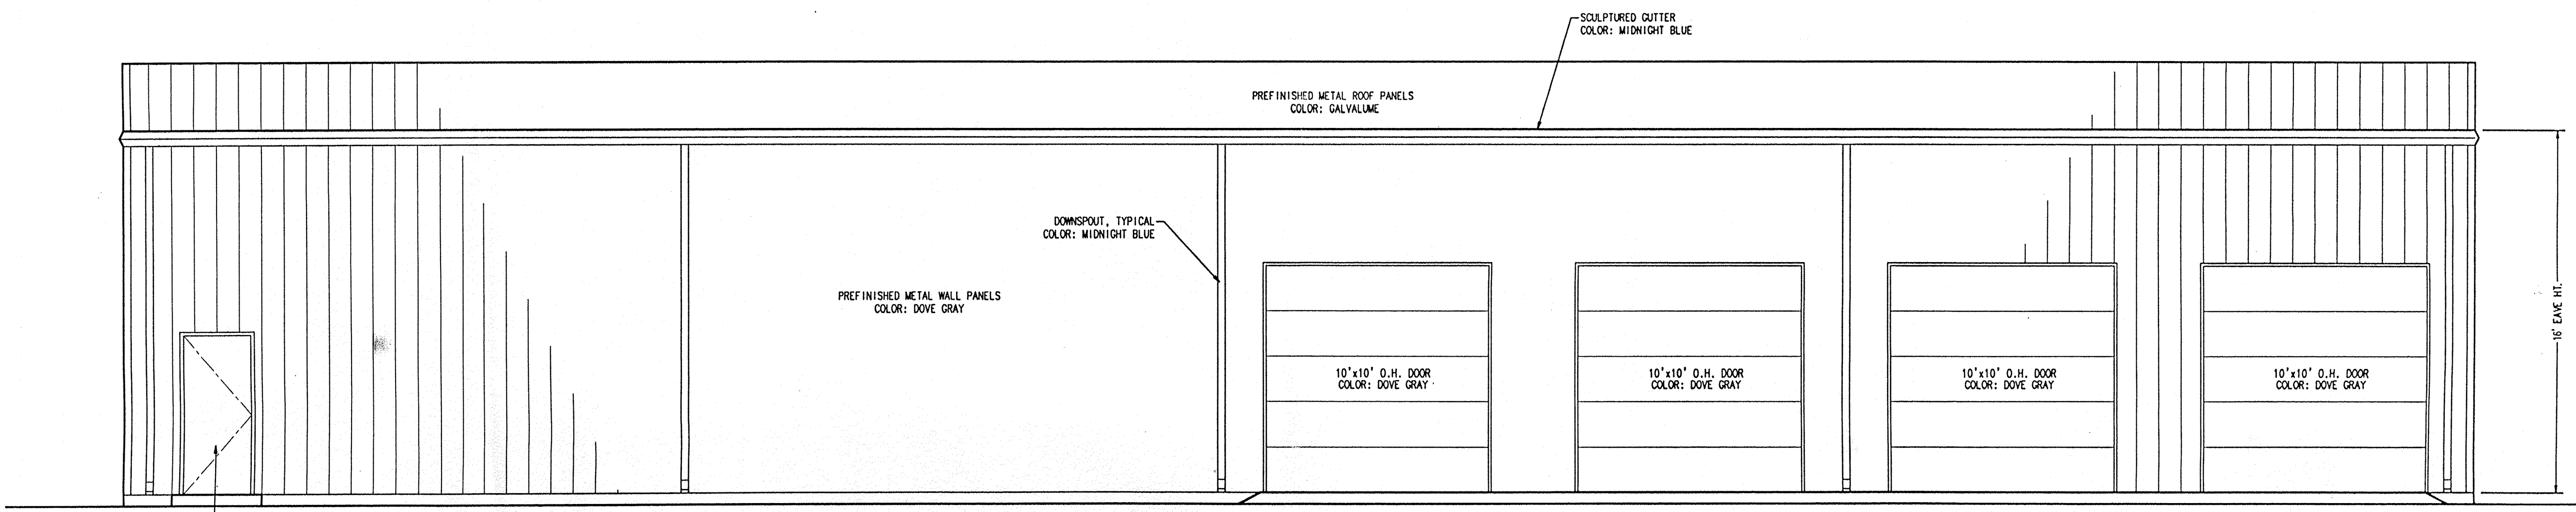 SCULPTURED GUTTER
COLOR: MIDNIGHT BLUE
PREFINISHED METAL ROOF PANELS
COLOR: GALVALUME
DOWNSPOUT, TYPICAL
COLOR: MIDNIGHT BLUE
PREFINISHED METAL WALL PANELS
COLOR: DOVE GRAY
10'x10' O.H. DOOR
COLOR: DOVE GRAY
10'x10' O.H. DOOR
COLOR: DOVE GRAY
10'x10' O.H. DOOR
COLOR: DOVE GRAY
10'x10' O.H. DOOR
COLOR: DOVE GRAY
16' EAVE HT.